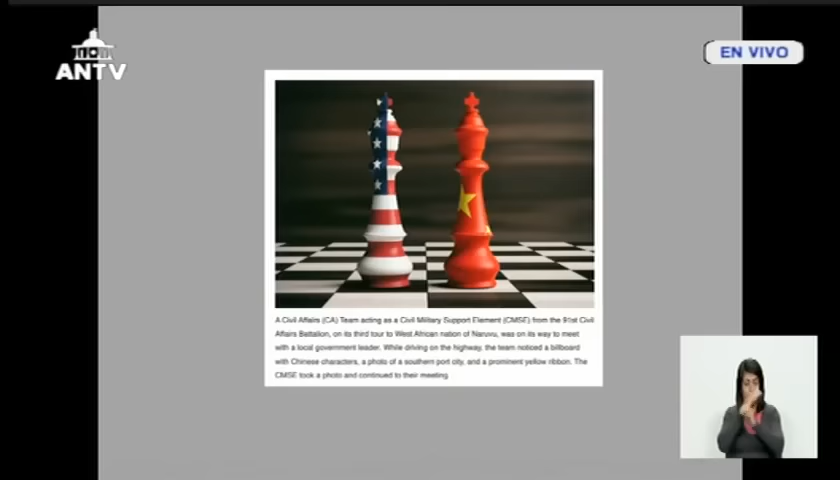 ANTV
EN VIVO
A Civil Affairs (CA) Team acting as a Civil Military Support Element (CMSE) from the 91st Civil
Affairs Battalion, on its third tour to West African nation of Naruvu, was on its way to meet
with a local government leader. While driving on the highway, the team noticed a billboard
with Chinese characters, a photo of a southern port city, and a prominent yellow ribbon. The
CMSE took a photo and continued to their meeting.